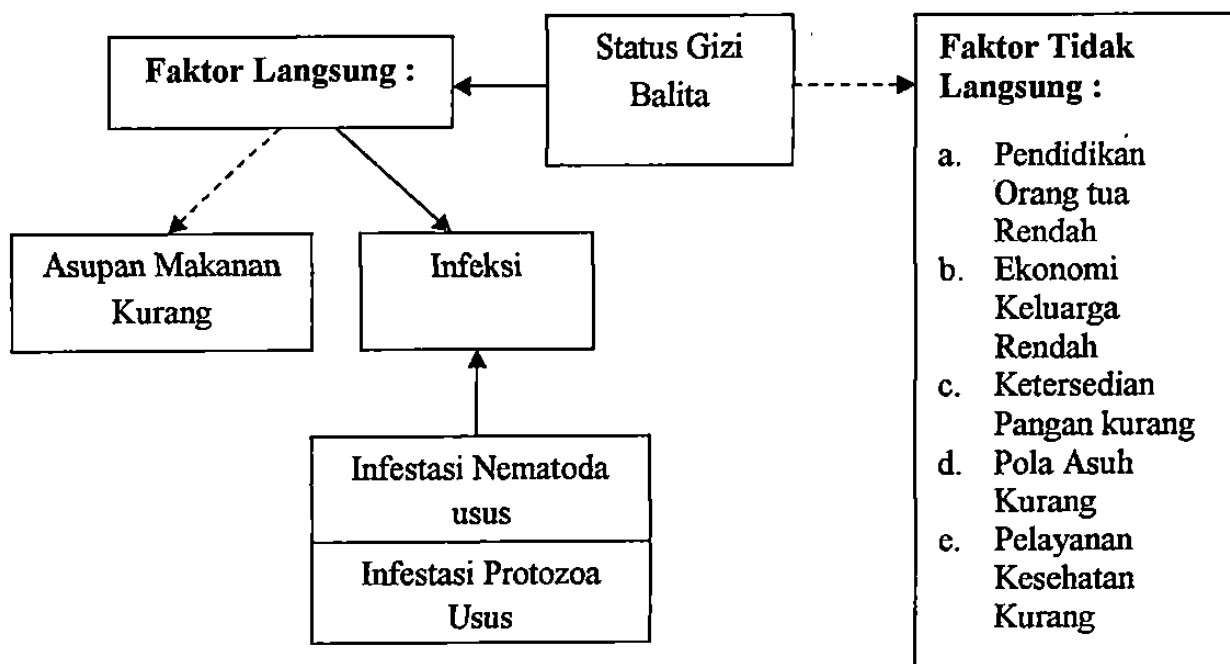 Faktor Langsung :
Status Gizi
Balita
Faktor Tidak
Langsung :
a. Pendidikan
Orang tua
Rendah
b. Ekonomi
Keluarga
Rendah
c. Ketersedian
Pangan kurang
d. Pola Asuh
Kurang
e. Pelayanan
Kesehatan
Kurang
Asupan Makanan
Kurang
Infeksi
Infestasi Nematoda
usus
Infestasi Protozoa
Usus